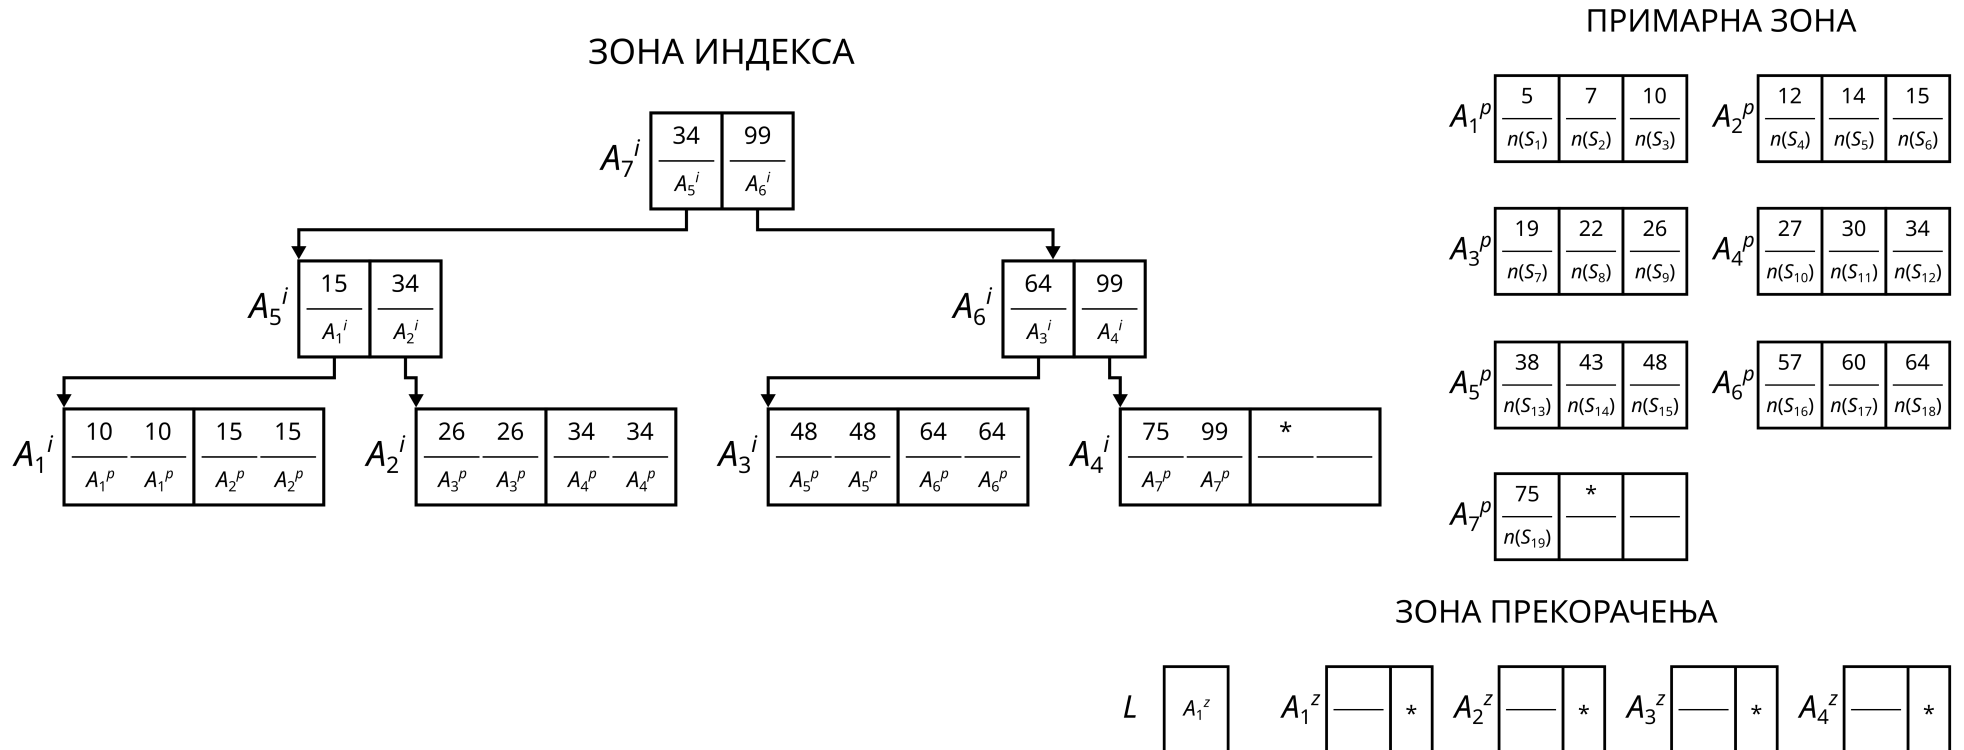 ЗОНА ИНДЕКСА
A₇ⁱ 34 99
A₅ⁱ A₆ⁱ
A₅ⁱ 15 34
A₁ⁱ A₂ⁱ
A₆ⁱ 64 99
A₃ⁱ A₄ⁱ
A₁ⁱ 10 10 15 15
A₁ᵖ A₁ᵖ A₂ᵖ A₂ᵖ
A₂ⁱ 26 26 34 34
A₃ᵖ A₃ᵖ A₄ᵖ A₄ᵖ
A₃ⁱ 48 48 64 64
A₅ᵖ A₅ᵖ A₆ᵖ A₆ᵖ
A₄ⁱ 75 99 *
A₇ᵖ A₇ᵖ
ПРИМАРНА ЗОНА
A₁ᵖ 5 7 10
n(S₁) n(S₂) n(S₃)
A₂ᵖ 12 14 15
n(S₄) n(S₅) n(S₆)
A₃ᵖ 19 22 26
n(S₇) n(S₈) n(S₉)
A₄ᵖ 27 30 34
n(S₁₀) n(S₁₁) n(S₁₂)
A₅ᵖ 38 43 48
n(S₁₃) n(S₁₄) n(S₁₅)
A₆ᵖ 57 60 64
n(S₁₆) n(S₁₇) n(S₁₈)
A₇ᵖ 75 *
n(S₁₉)
ЗОНА ПРЕКОРАЧЕЊА
L A₁ᶻ A₁ᶻ * A₂ᶻ * A₃ᶻ * A₄ᶻ *